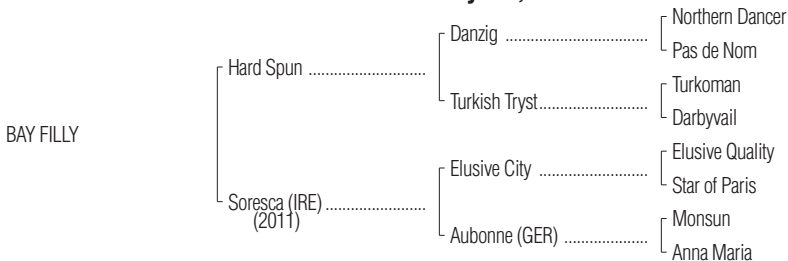 Northern Dancer
Danzig ....................................
Pas de Nom
Hard Spun ............................
Turkoman
Turkish Tryst..........................
Darbyvail
BAY FILLY
Elusive Quality
Elusive City ...........................
Star of Paris
Soresca (IRE) ........................
(2011)
Monsun
Aubonne (GER) .....................
Anna Maria